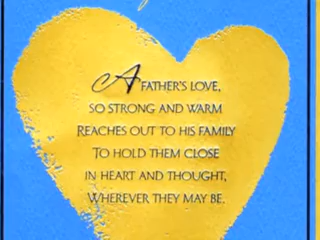 A FATHER'S LOVE,
SO STRONG AND WARM
REACHES OUT TO HIS FAMILY
TO HOLD THEM CLOSE
IN HEART AND THOUGHT,
WHEREVER THEY MAY BE.